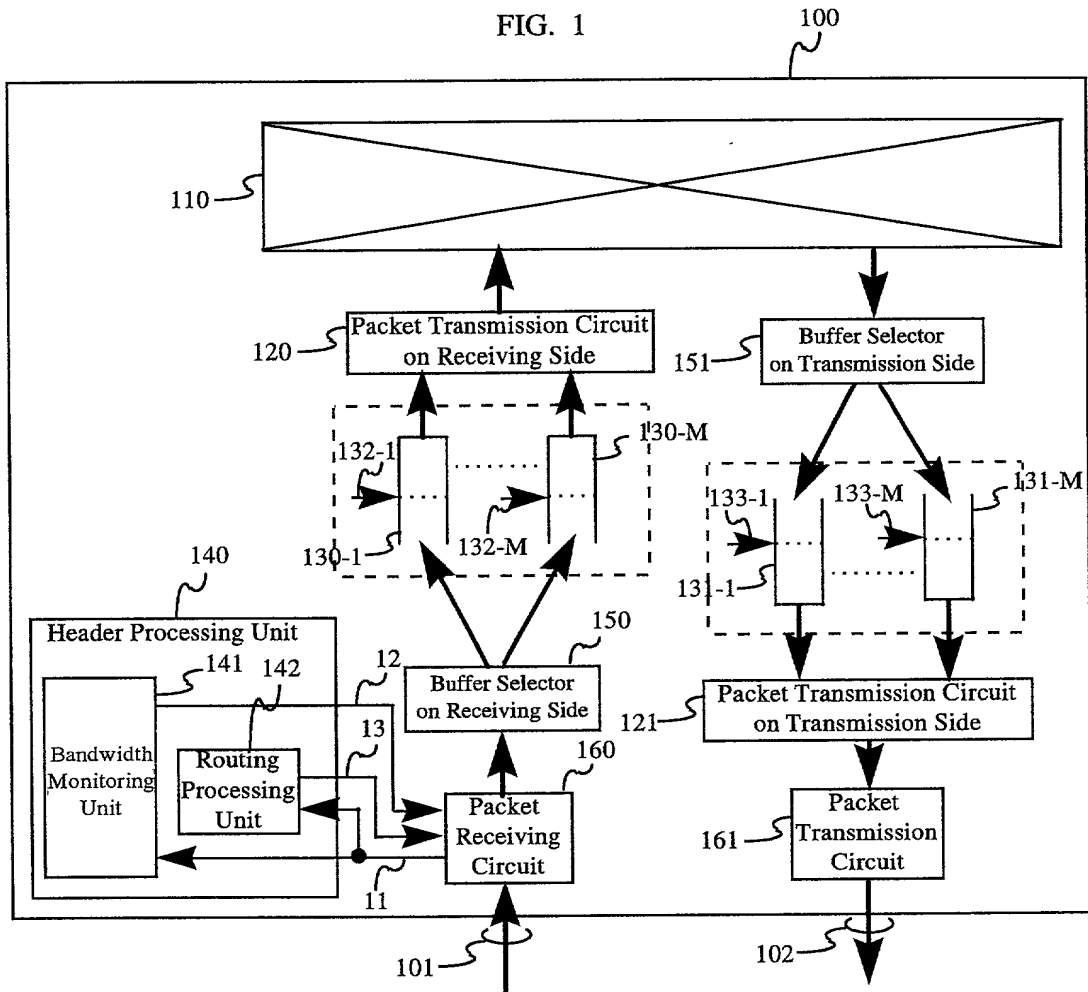 FIG. 1
100
110
Packet Transmission Circuit
on Receiving Side
120
Buffer Selector
on Transmission Side
151
132-1
130-M
130-1
132-M
133-1
133-M
131-M
131-1
140
Header Processing Unit
141
142
12
13
150
Buffer Selector
on Receiving Side
Packet Transmission Circuit
on Transmission Side
121
Bandwidth
Monitoring
Unit
Routing
Processing
Unit
160
Packet
Receiving
Circuit
11
Packet
Transmission
Circuit
161
101
102